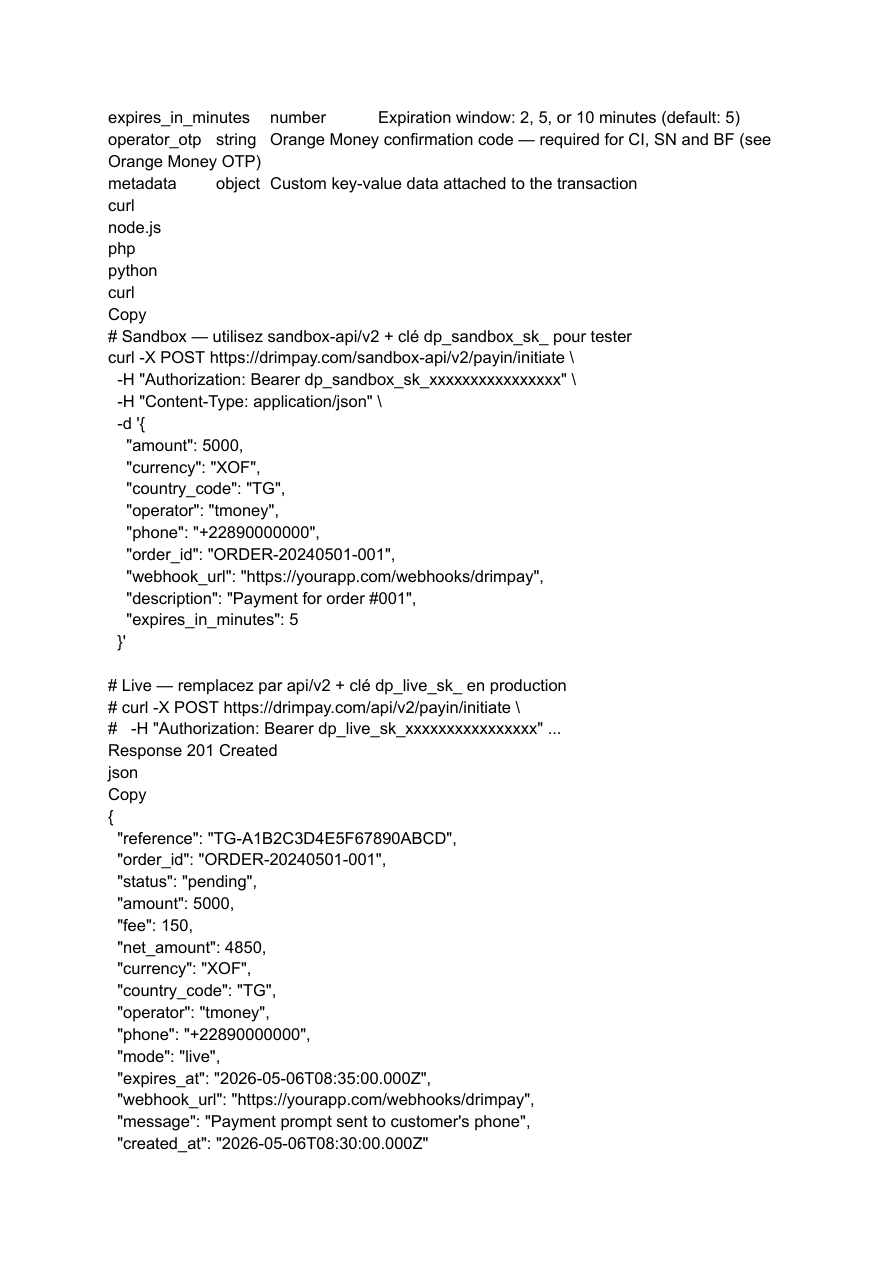 expires_in_minutes number Expiration window: 2, 5, or 10 minutes (default: 5)
operator_otp string Orange Money confirmation code — required for CI, SN and BF (see
Orange Money OTP)
metadata object Custom key-value data attached to the transaction
curl
node.js
php
python
curl
Copy
# Sandbox — utilisez sandbox-api/v2 + clé dp_sandbox_sk_ pour tester
curl -X POST https://drimpay.com/sandbox-api/v2/payin/initiate \
  -H "Authorization: Bearer dp_sandbox_sk_xxxxxxxxxxxxxxxx" \
  -H "Content-Type: application/json" \
  -d '{
    "amount": 5000,
    "currency": "XOF",
    "country_code": "TG",
    "operator": "tmoney",
    "phone": "+22890000000",
    "order_id": "ORDER-20240501-001",
    "webhook_url": "https://yourapp.com/webhooks/drimpay",
    "description": "Payment for order #001",
    "expires_in_minutes": 5
  }'

# Live — remplacez par api/v2 + clé dp_live_sk_ en production
# curl -X POST https://drimpay.com/api/v2/payin/initiate \
#   -H "Authorization: Bearer dp_live_sk_xxxxxxxxxxxxxxxx" ...
Response 201 Created
json
Copy
{
  "reference": "TG-A1B2C3D4E5F67890ABCD",
  "order_id": "ORDER-20240501-001",
  "status": "pending",
  "amount": 5000,
  "fee": 150,
  "net_amount": 4850,
  "currency": "XOF",
  "country_code": "TG",
  "operator": "tmoney",
  "phone": "+22890000000",
  "mode": "live",
  "expires_at": "2026-05-06T08:35:00.000Z",
  "webhook_url": "https://yourapp.com/webhooks/drimpay",
  "message": "Payment prompt sent to customer's phone",
  "created_at": "2026-05-06T08:30:00.000Z"